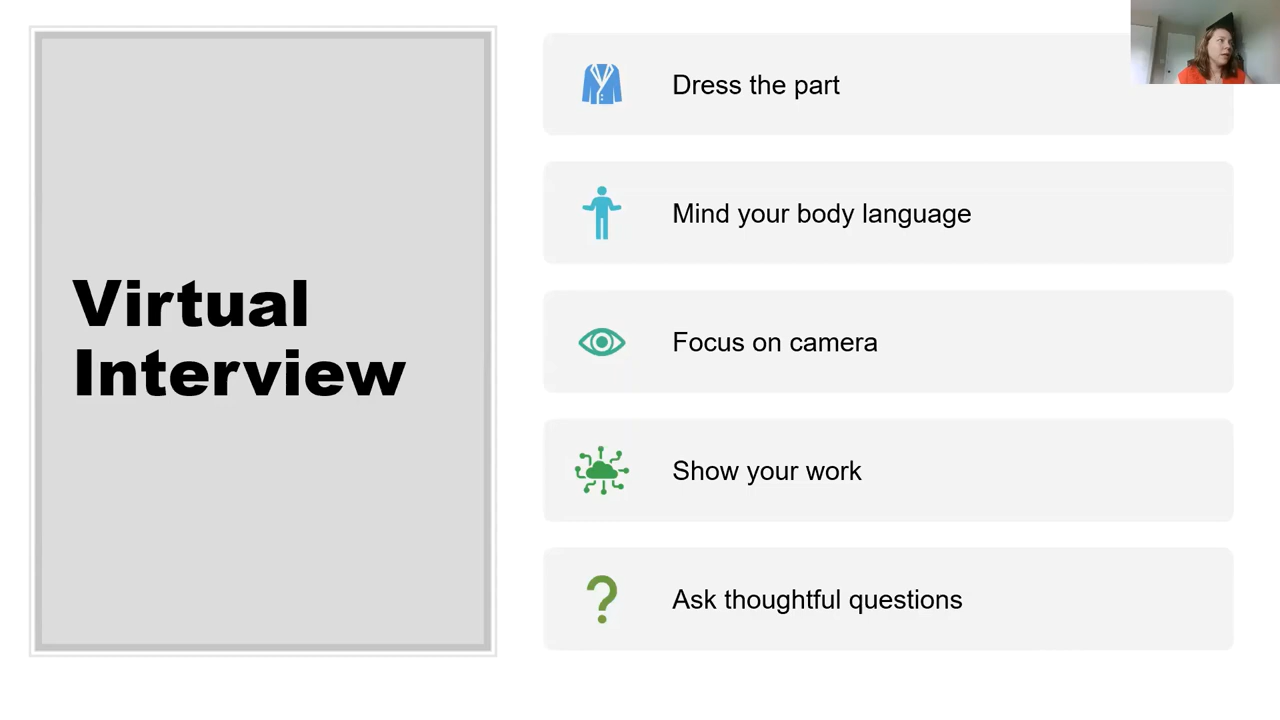 Virtual
Interview
Dress the part
Mind your body language
Focus on camera
Show your work
Ask thoughtful questions